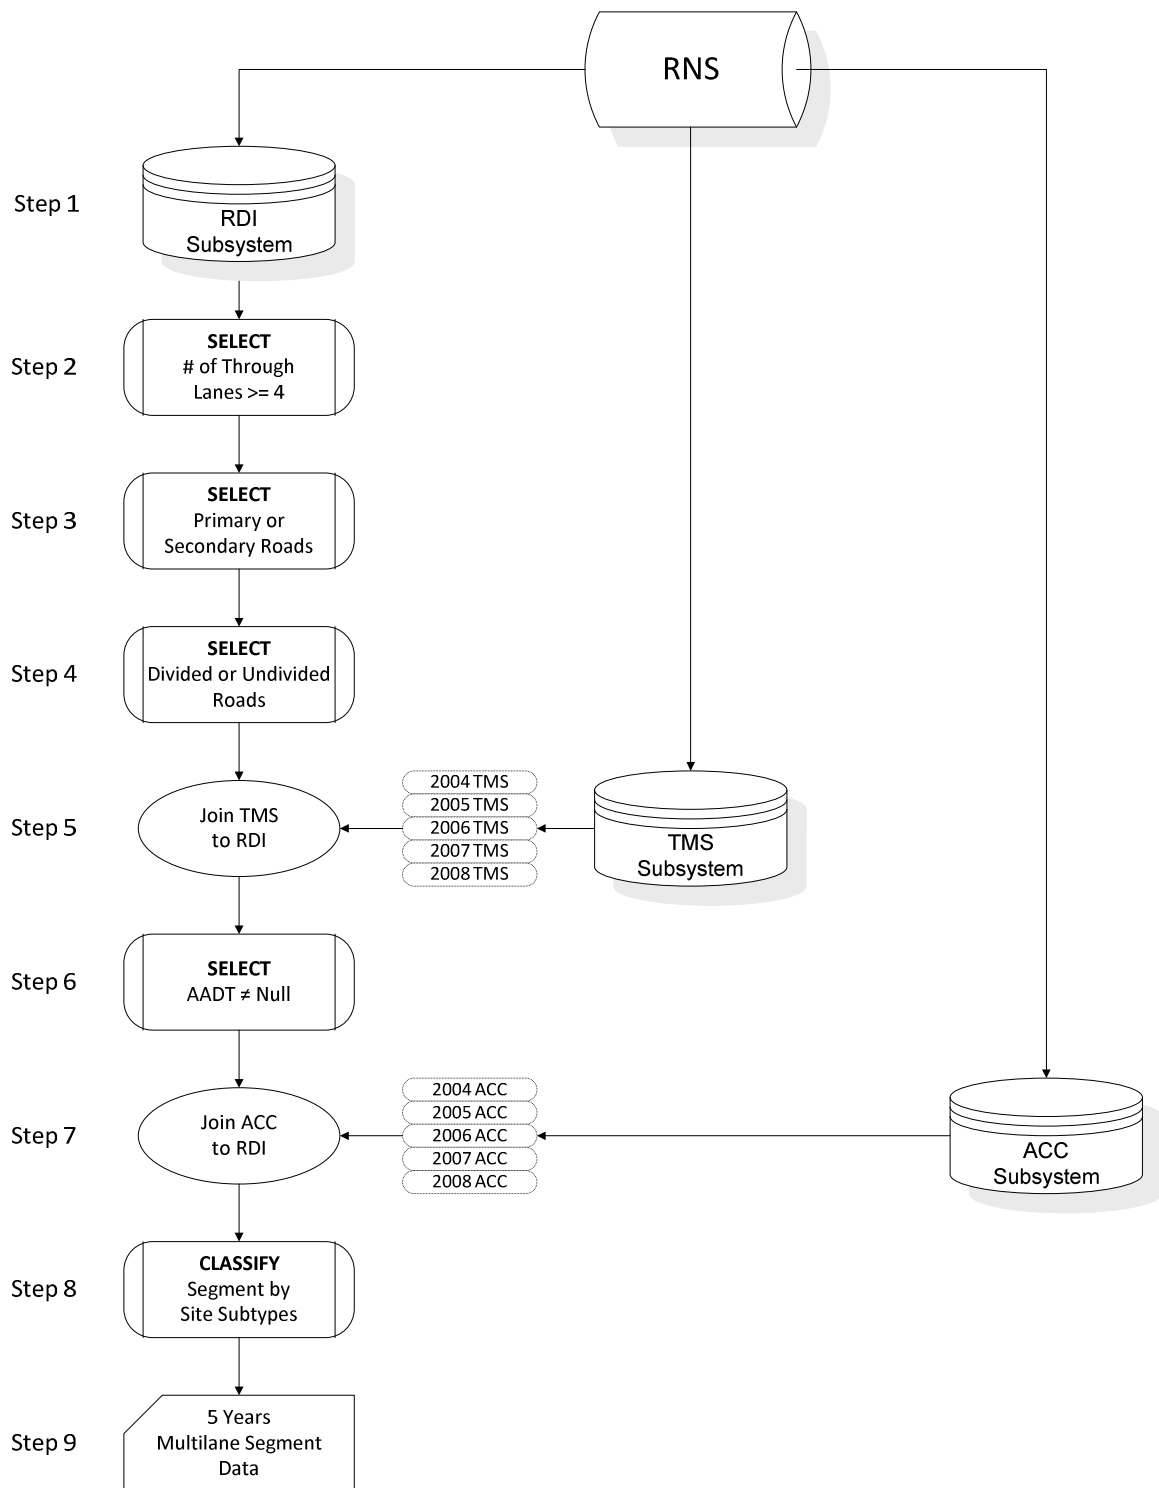 RNS
Step 1
RDI
Subsystem
Step 2
SELECT
# of Through
Lanes >= 4
Step 3
SELECT
Primary or
Secondary Roads
Step 4
SELECT
Divided or Undivided
Roads
Step 5
Join TMS
to RDI
2004 TMS
2005 TMS
2006 TMS
2007 TMS
2008 TMS
TMS
Subsystem
Step 6
SELECT
AADT ≠ Null
Step 7
Join ACC
to RDI
2004 ACC
2005 ACC
2006 ACC
2007 ACC
2008 ACC
ACC
Subsystem
Step 8
CLASSIFY
Segment by
Site Subtypes
Step 9
5 Years
Multilane Segment
Data